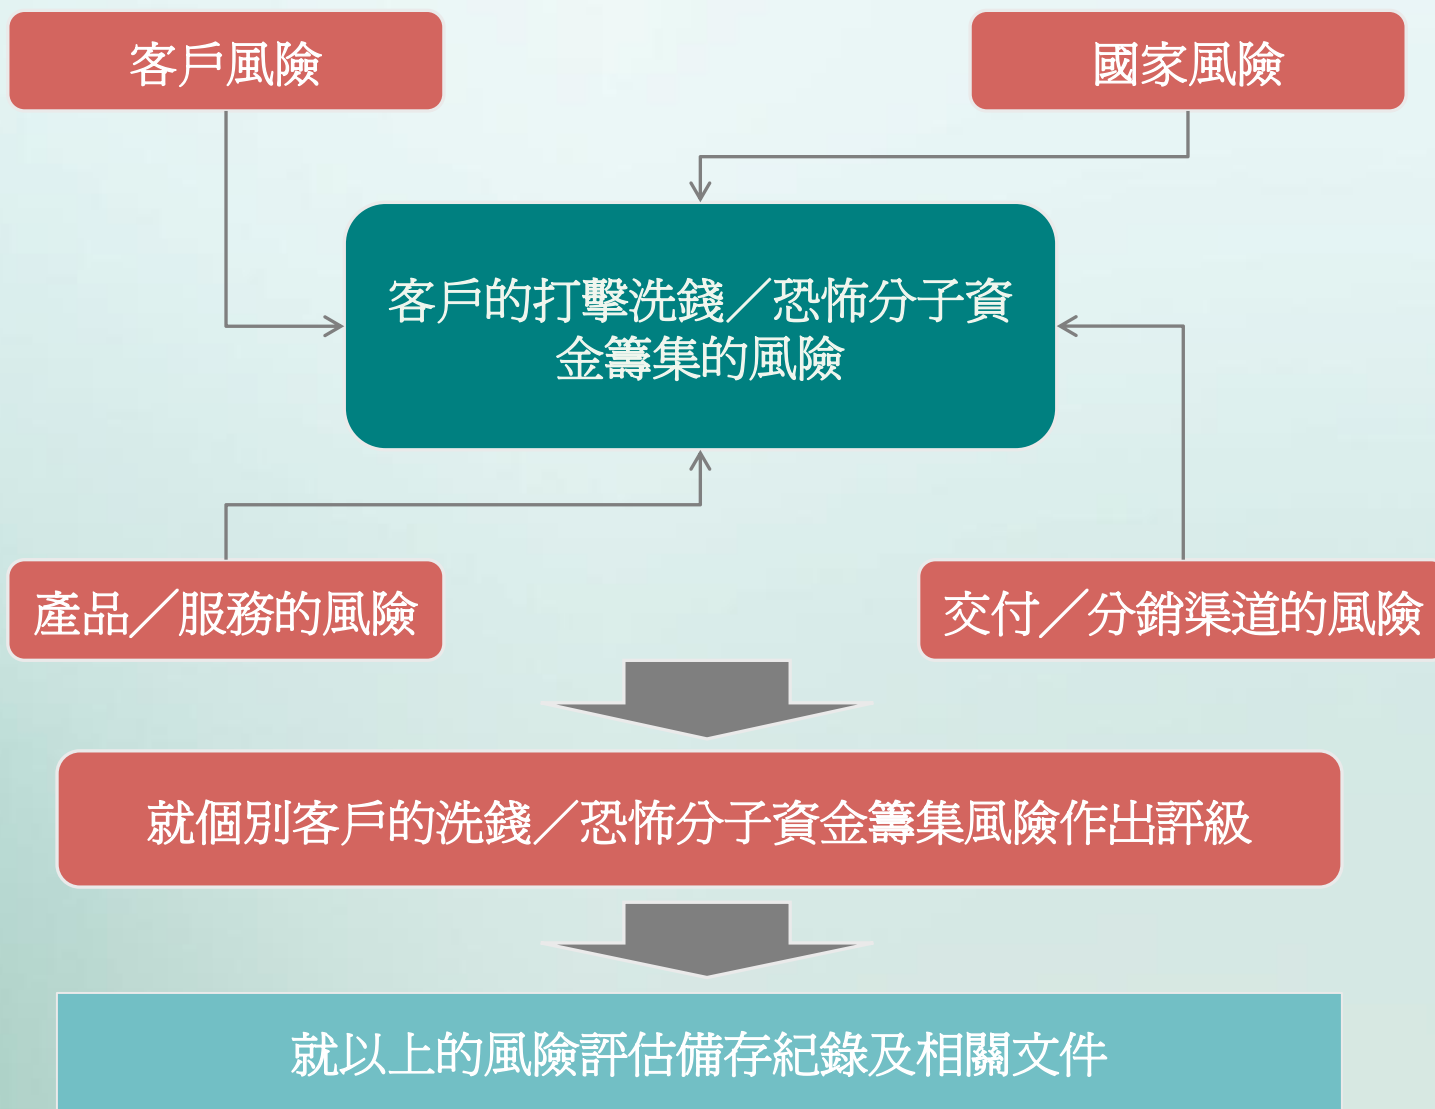 客戶風險
國家風險
客戶的打擊洗錢／恐怖分子資
金籌集的風險
產品／服務的風險
交付／分銷渠道的風險
就個別客戶的洗錢／恐怖分子資金籌集風險作出評級
就以上的風險評估備存紀錄及相關文件